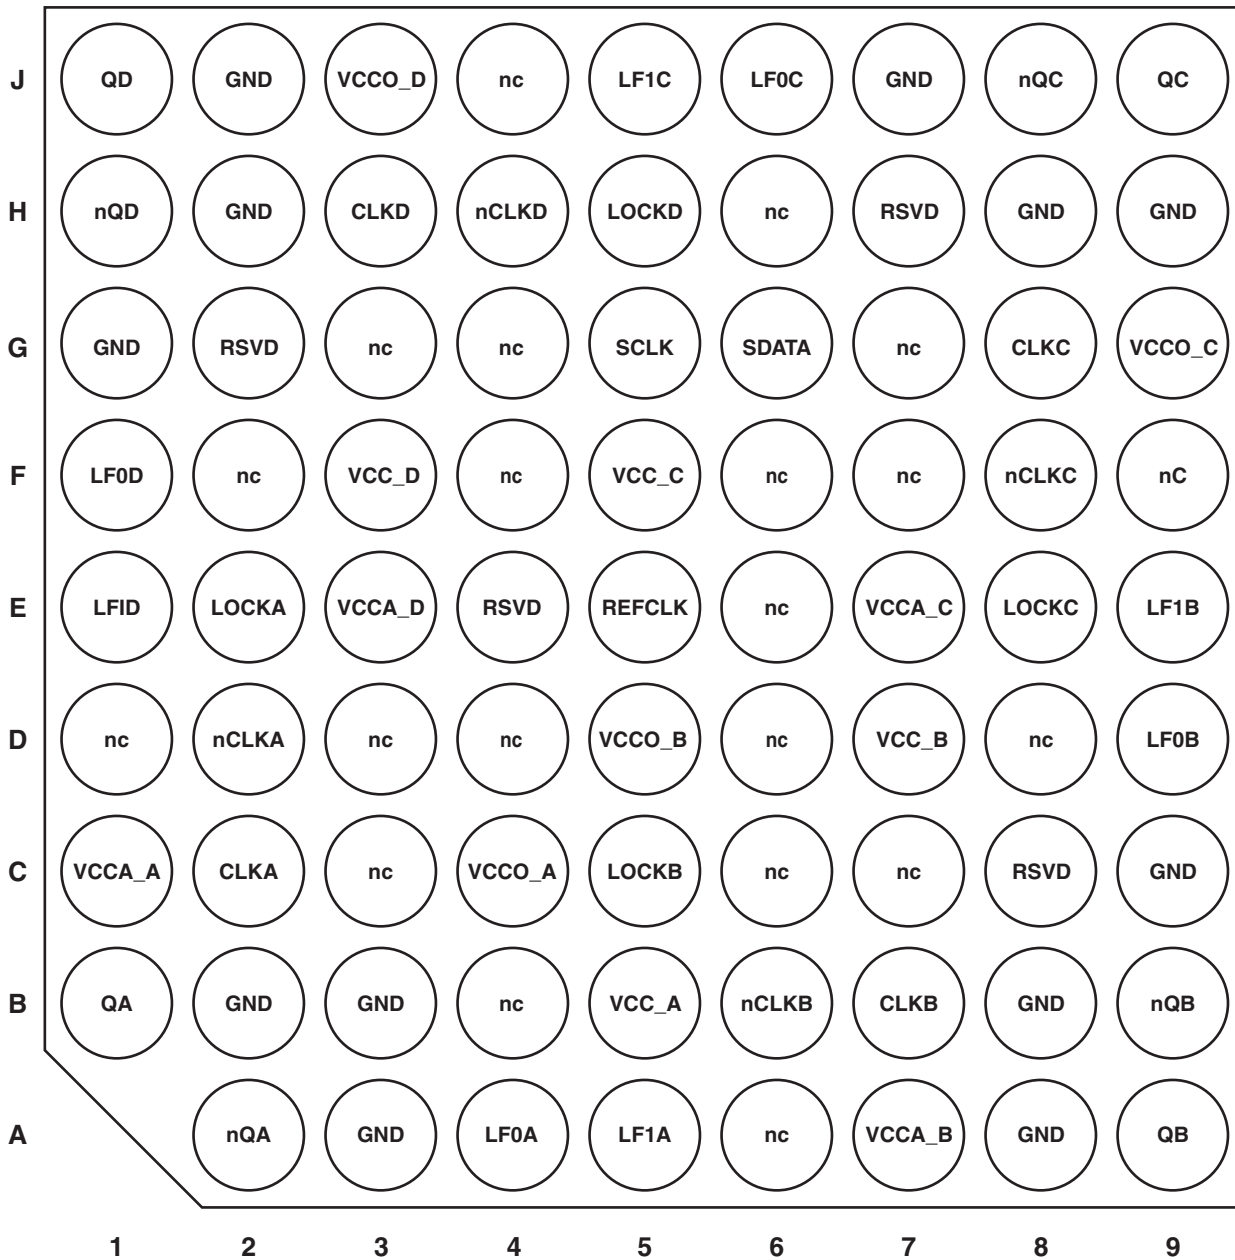 J QD GND VCCO_D nc LF1C LF0C GND nQC QC
H nQD GND CLKD nCLKD LOCKD nc RSVD GND GND
G GND RSVD nc nc SCLK SDATA nc CLKC VCCO_C
F LF0D nc VCC_D nc VCC_C nc nc nCLKC nC
E LFID LOCKA VCCA_D RSVD REFCLK nc VCCA_C LOCKC LF1B
D nc nCLKA nc nc VCCO_B nc VCC_B nc LF0B
C VCCA_A CLKA nc VCCO_A LOCKB nc nc RSVD GND
B QA GND GND nc VCC_A nCLKB CLKB GND nQB
A nQA GND LF0A LF1A nc VCCA_B GND QB
1 2 3 4 5 6 7 8 9